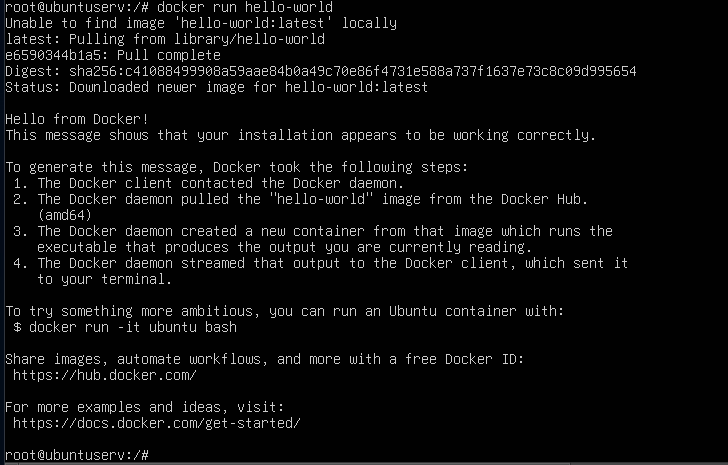 root@ubuntuserv:/# docker run hello-world
Unable to find image 'hello-world:latest' locally
latest: Pulling from library/hello-world
e6590344b1a5: Pull complete
Digest: sha256:c41088499908a59aae84b0a49c70e86f4731e588a737f1637e73c8c09d995654
Status: Downloaded newer image for hello-world:latest
Hello from Docker!
This message shows that your installation appears to be working correctly.
To generate this message, Docker took the following steps:
1. The Docker client contacted the Docker daemon.
2. The Docker daemon pulled the "hello-world" image from the Docker Hub.
(amd64)
3. The Docker daemon created a new container from that image which runs the
executable that produces the output you are currently reading.
4. The Docker daemon streamed that output to the Docker client, which sent it
to your terminal.
To try something more ambitious, you can run an Ubuntu container with:
$ docker run -it ubuntu bash
Share images, automate workflows, and more with a free Docker ID:
https://hub.docker.com/
For more examples and ideas, visit:
https://docs.docker.com/get-started/
root@ubuntuserv:/#